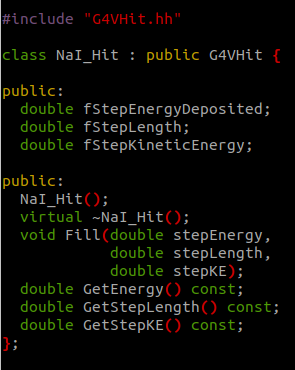 #include "G4VHit.hh"
class NaI_Hit : public G4VHit {
public:
  double fStepEnergyDeposited;
  double fStepLength;
  double fStepKineticEnergy;
public:
  NaI_Hit();
  virtual ~NaI_Hit();
  void Fill(double stepEnergy,
            double stepLength,
            double stepKE);
  double GetEnergy() const;
  double GetStepLength() const;
  double GetStepKE() const;
};